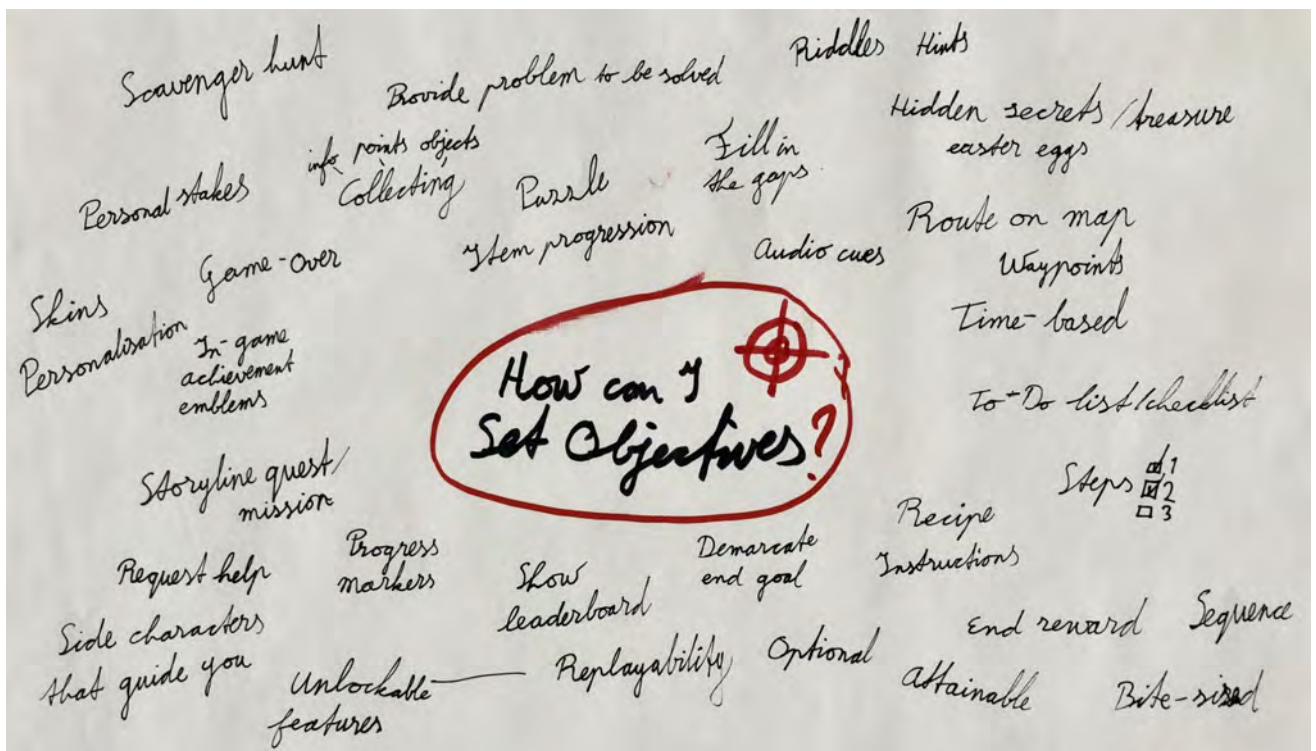 Scavenger hunt
Provide problem to be solved
Riddles Hints
Hidden secrets/treasure
easter eggs
info points objects
Collecting
Personal stakes
Puzzle
Fill in
the gaps
Item progression
Audio cues
Route on map
Waypoints
Game-over
Skins
Personalisation
In-game
achievement
emblems
Time-based
How can I
Set Objectives?
To-Do list/checklist
Storyline quest/
mission
Steps 1
2
3
Recipe
Instructions
Request help
Progress
markers
Show
leaderboard
Demarcate
end goal
Side characters
that guide you
Unlockable
features
Replayability
Optional
End reward
Sequence
Attainable
Bite-sized